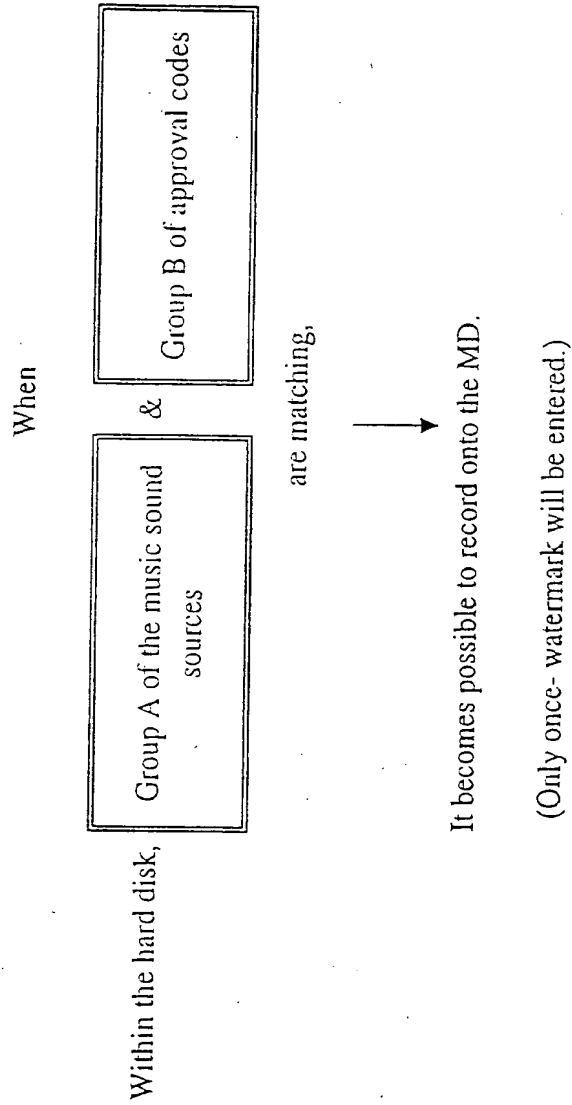 When
Within the hard disk,
Group A of the music sound
sources
&
Group B of approval codes
are matching,
It becomes possible to record onto the MD.
(Only once- watermark will be entered.)